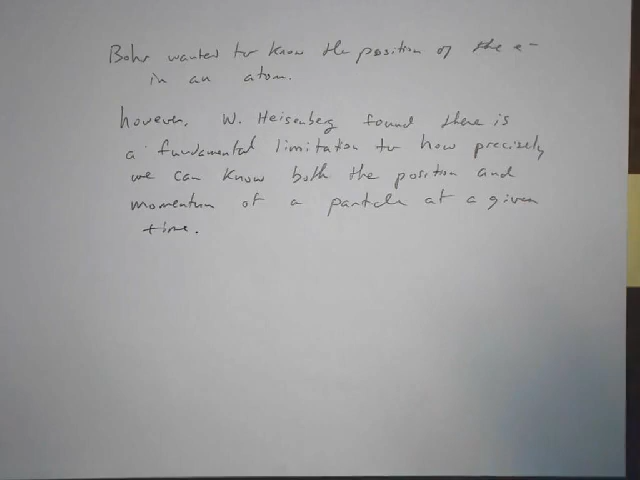 Bohr wanted to know the position of the e-
in an atom.
however, W. Heisenberg found there is
a fundamental limitation to how precisely
we can know both the position and
momentum of a particle at a given
time.